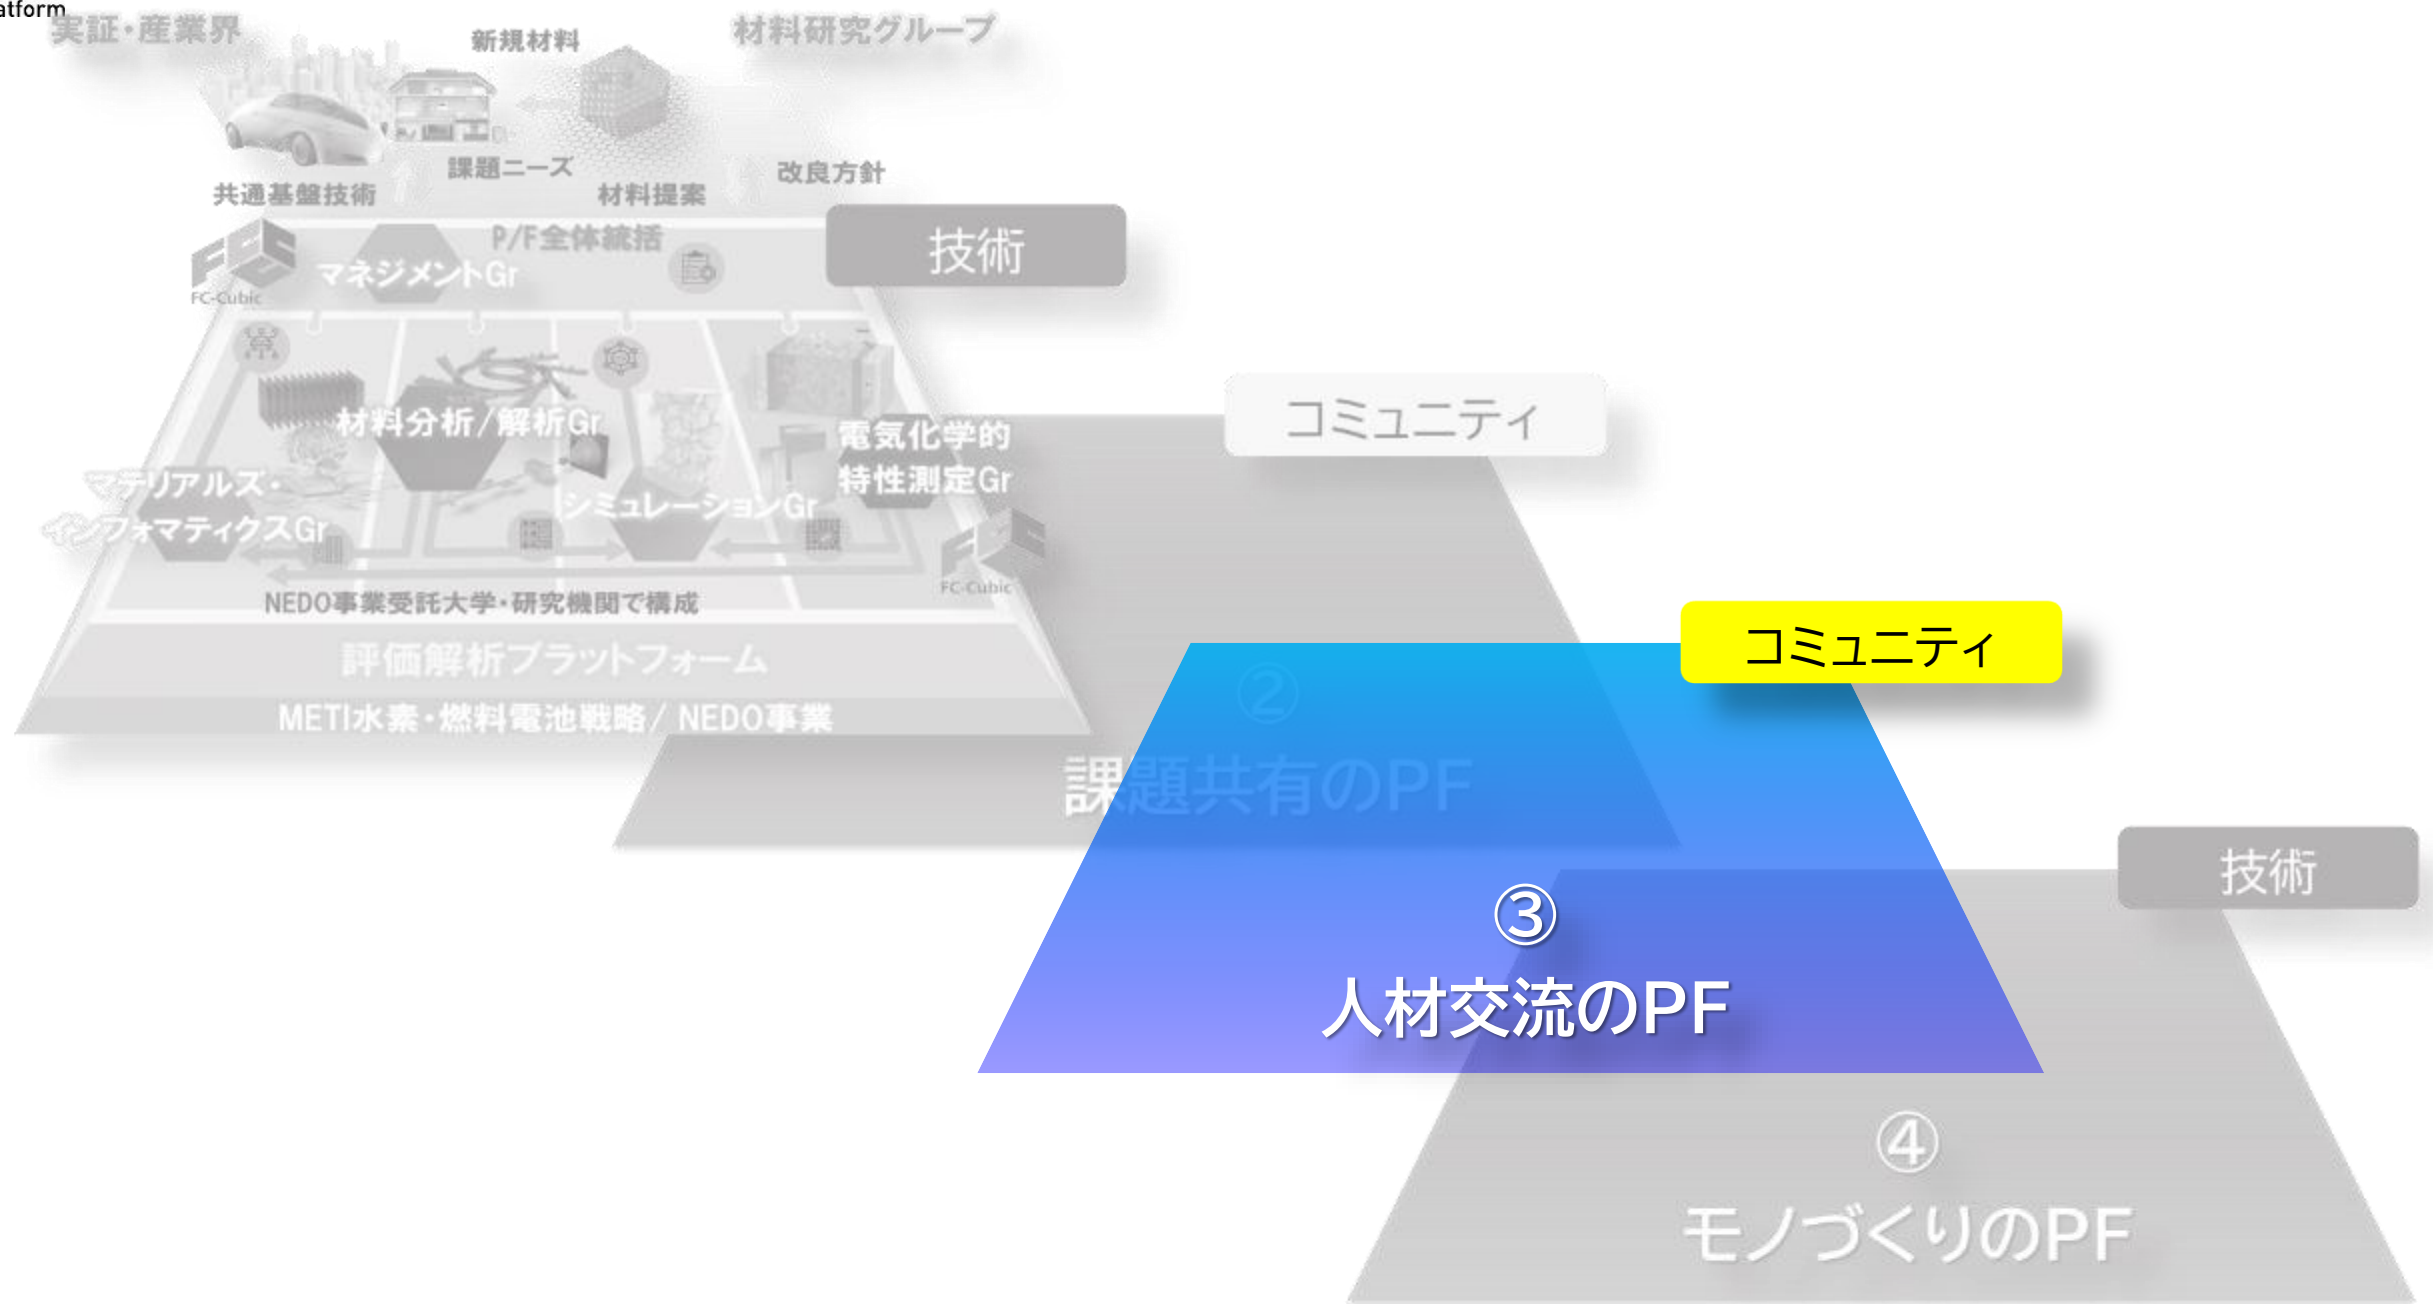 atform
実証・産業界
新規材料
材料研究グループ
課題ニーズ
改良方針
共通基盤技術
材料提案
P/F全体統括
技術
マネジメントGr
FC-Cubic
材料分析/解析Gr
電気化学的
特性測定Gr
マテリアルズ・
インフォマティクスGr
シミュレーションGr
FC-Cubic
NEDO事業受託大学・研究機関で構成
評価解析プラットフォーム
METI水素・燃料電池戦略/ NEDO事業
コミュニティ
②
課題共有のPF
コミュニティ
③
人材交流のPF
技術
④
モノづくりのPF